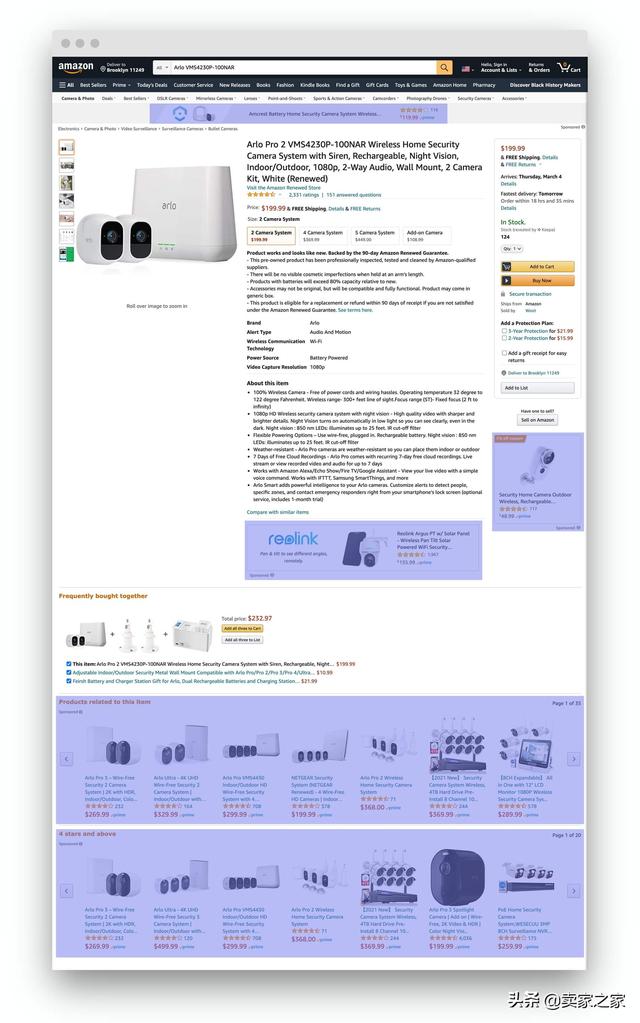 amazon
Deliver to
Brooklyn 11249
All
Arlo VMS4230P-100NAR
Hello, Sign in
Account & Lists
Returns
& Orders
0
Cart
All Best Sellers Prime Today's Deals Customer Service New Releases Books Fashion Kindle Books Find a Gift Gift Cards Toys & Games Amazon Home Pharmacy Discover Black History Makers
Camera & Photo Deals Best Sellers DSLR Cameras Mirrorless Cameras Lenses Point-and-Shoots Sports & Action Cameras Camcorders Photography Drones Security Cameras Accessories
Amcrest Battery Home Security Camera System Wireless...
$119.99 prime
Sponsored
Electronics › Camera & Photo › Video Surveillance › Surveillance Cameras › Bullet Cameras
Arlo Pro 2 VMS4230P-100NAR Wireless Home Security
Camera System with Siren, Rechargeable, Night Vision,
Indoor/Outdoor, 1080p, 2-Way Audio, Wall Mount, 2 Camera
Kit, White (Renewed)
Visit the Amazon Renewed Store
2,331 ratings | 151 answered questions
Price: $199.99 & FREE Shipping. Details & FREE Returns
Size: 2 Camera System
2 Camera System
$199.99
4 Camera System
$369.99
5 Camera System
$449.00
Add-on Camera
$108.99
Product works and looks like new. Backed by the 90-day Amazon Renewed Guarantee.
- This pre-owned product has been professionally inspected, tested and cleaned by Amazon-qualified
suppliers.
- There will be no visible cosmetic imperfections when held at an arm's length.
- Products with batteries will exceed 80% capacity relative to new.
- Accessories may not be original, but will be compatible and fully functional. Product may come in
generic box.
- This product is eligible for a replacement or refund within 90 days of receipt if you are not satisfied
under the Amazon Renewed Guarantee. See terms here.
arlo
Roll over image to zoom in
Brand Arlo
Alert Type Audio And Motion
Wireless Communication Wi-Fi
Technology
Power Source Battery Powered
Video Capture Resolution 1080p
About this item
• 100% Wireless Camera - Free of power cords and wiring hassles. Operating temperature 32 degree to
122 degree Fahrenheit. Wireless range- 300+ feet line of sight.Focus range (ST)- Fixed focus (2 ft to
infinity)
• 1080p HD Wireless security camera system with night vision - High quality video with sharper and
brighter details. Night Vision turns on automatically in low light so you can see clearly, even in the
dark. Night vision : 850 nm LEDs: illuminates up to 25 feet. IR cut-off filter
• Flexible Powering Options - Use wire-free, plugged in. Rechargeable battery. Night vision : 850 nm
LEDs: illuminates up to 25 feet. IR cut-off filter
• Weather-resistant - Arlo Pro cameras are weather-resistant so you can place them indoor or outdoor
• 7 Days of Free Cloud Recordings - Arlo Pro comes with recurring 7-day free cloud recordings. Live
stream or view recorded video and audio for up to 7 days
• Works with Amazon Alexa/Echo Show/Fire TV/Google Assistant - View your live video with a simple
voice command. Works with IFTTT, Samsung SmartThings, and more
• Arlo Smart adds powerful intelligence to your Arlo cameras. Customize alerts to detect people,
specific zones, and contact emergency responders right from your smartphone's lock screen (optional
service, includes 1-month trial)
Compare with similar items
$199.99
& FREE Shipping. Details
& FREE Returns
Arrives: Thursday, March 4
Details
Fastest delivery: Tomorrow
Order within 18 hrs and 35 mins
Details
In Stock.
124
Qty: 1
Add to Cart
Buy Now
Secure transaction
Ships from Amazon
Sold by Woot
Add a Protection Plan:
3-Year Protection for $21.99
2-Year Protection for $15.99
Add a gift receipt for easy
returns
Deliver to Brooklyn 11249
Add to List
Have one to sell?
Sell on Amazon
Security Home Camera Outdoor
Wireless, Rechargeable...
717
prime
Sponsored
reolink
Pan & tilt to see different angles,
remotely.
Reolink Argus PT w/ Solar Panel
- Wireless Pan Tilt Solar
Powered WiFi Security...
prime
Sponsored
Frequently bought together
Total price: $232.97
Add all three to Cart
Add all three to List
This item: Arlo Pro 2 VMS4230P-100NAR Wireless Home Security Camera System with Siren, Rechargeable, Night... $199.99
Adjustable Indoor/Outdoor Security Metal Wall Mount Compatible with Arlo Pro/Pro 2/Pro 3/Pro 4/Ultra... $10.99
Feirsh Battery and Charger Station Gift for Arlo, Dual Rechargeable Batteries and Charging Station... $21.99
Products related to this item
Page 1 of 35
Sponsored
Arlo Pro 3 – Wire-Free
Security 2 Camera
System | 2K with HDR,
Indoor/Outdoor, Colo...
232
$269.99 prime
Arlo Ultra - 4K UHD
Wire-Free Security 2
Camera System |
Indoor/Outdoor with...
164
$329.99 prime
Arlo Pro VMS4430
Indoor/Outdoor HD
Wire-Free Security
System with 4...
708
$299.99 prime
NETGEAR Security
System (NETGEAR
Renewed) - 4 Wire-Free
HD Cameras | Indoor...
578
$199.99 prime
Arlo Pro 2 Wireless
Home Security Camera
System
71
$368.00 prime
【2021 New】 Security
Camera System Wireless,
4TB Hard Drive Pre-
Install 8 Channel 10...
244
$369.99 prime
【8CH Expandable】 All
in One with 12" LCD
Monitor 1080P Wireless
Security Camera Sys...
578
$289.99 prime
4 stars and above
Page 1 of 20
Sponsored
Arlo Pro 3 – Wire-Free
Security 2 Camera
System | 2K with HDR,
Indoor/Outdoor, Colo...
232
$269.99 prime
Arlo Ultra - 4K UHD
Wire-Free Security 3
Camera System |
Indoor/Outdoor with...
120
$499.99 prime
Arlo Pro VMS4430
Indoor/Outdoor HD
Wire-Free Security
System with 4...
708
$299.99 prime
Arlo Pro 2 Wireless
Home Security Camera
System
71
$368.00 prime
【2021 New】 Security
Camera System Wireless,
4TB Hard Drive Pre-
Install 8 Channel 10...
244
$369.99 prime
Arlo Pro 3 Spotlight
Camera | Add on | Wire-
Free, 2K Video & HDR |
Color Night Vis...
4,036
$199.99 prime
PoE Home Security
Camera
System,WESECUU 3MP
8CH Surveillance NVR...
175
$259.99 prime
头条 @卖家之家